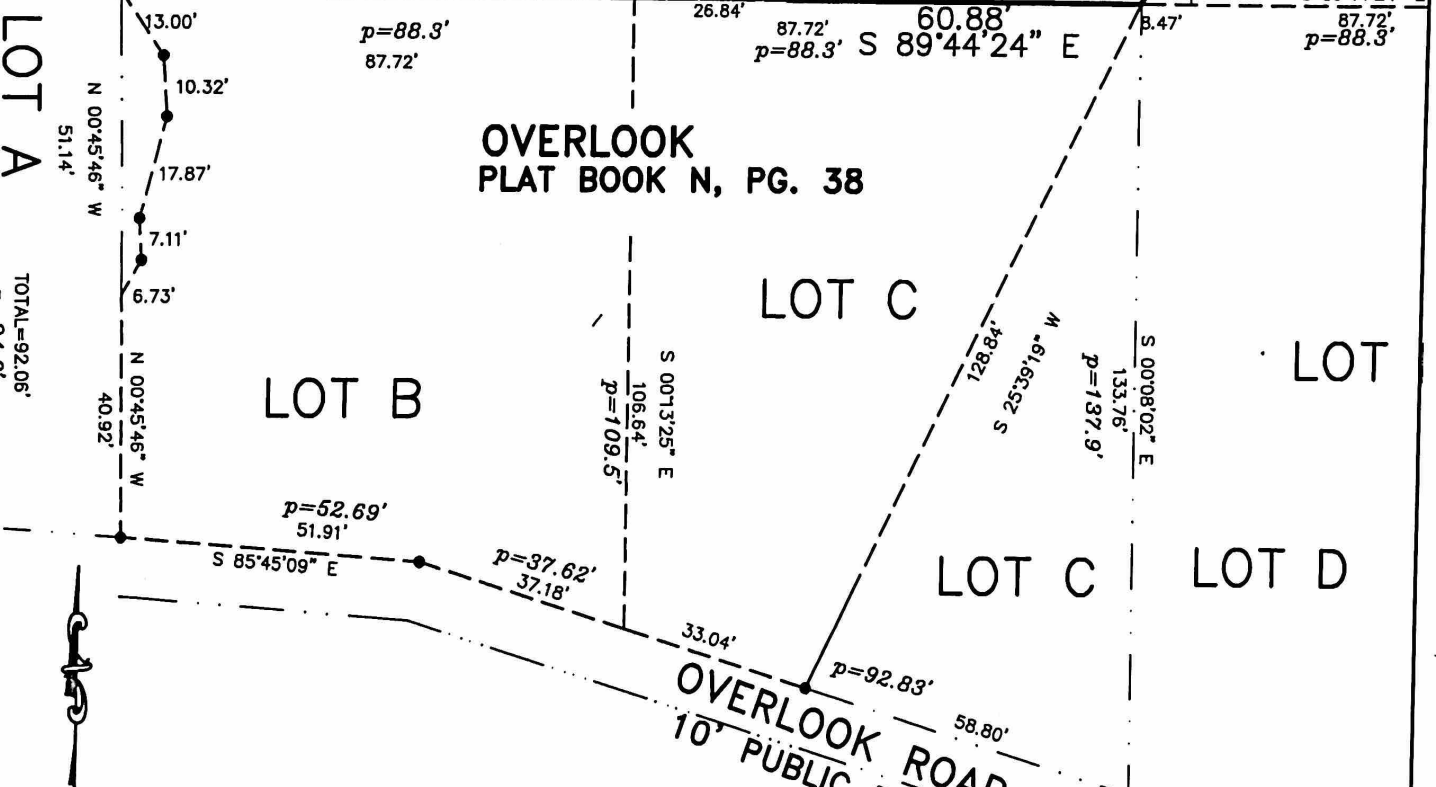 13.00'
p=88.3'
87.72'
26.84'
87.72'
p=88.3'
60.88'
S 89°44'24" E
8.47'
87.72'
p=88.3'
LOT A
N 00°45'46" W
51.14'
10.32'
17.87'
7.11'
6.73'
OVERLOOK
PLAT BOOK N, PG. 38
TOTAL=92.06'
N 00°45'46" W
40.92'
LOT B
LOT C
S 00°13'25" E
106.64'
p=109.5'
128.84'
S 25°39'19" W
S 00°08'02" E
133.76'
p=137.9'
LOT
p=52.69'
51.91'
S 85°45'09" E
p=37.62'
37.18'
LOT C
LOT D
33.04'
p=92.83'
58.80'
OVERLOOK ROAD
10' PUBLIC